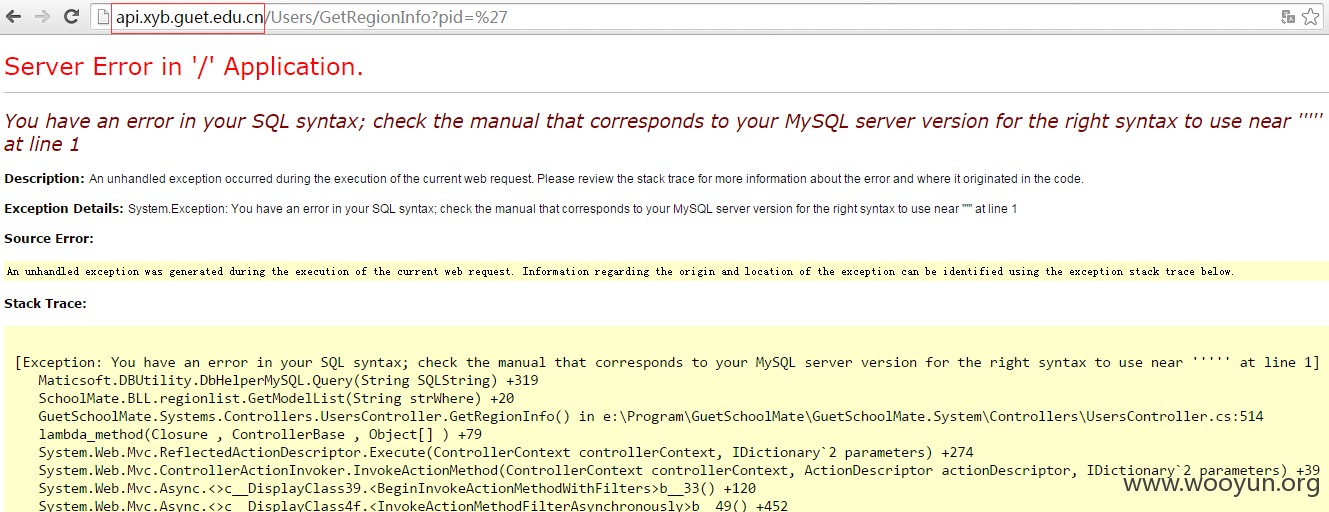 api.xyb.guet.edu.cn/Users/GetRegionInfo?pid=%27
Server Error in '/' Application.
You have an error in your SQL syntax; check the manual that corresponds to your MySQL server version for the right syntax to use near '''''
at line 1
Description: An unhandled exception occurred during the execution of the current web request. Please review the stack trace for more information about the error and where it originated in the code.
Exception Details: System.Exception: You have an error in your SQL syntax; check the manual that corresponds to your MySQL server version for the right syntax to use near ''''' at line 1
Source Error:
An unhandled exception was generated during the execution of the current web request. Information regarding the origin and location of the exception can be identified using the exception stack trace below.
Stack Trace:
[Exception: You have an error in your SQL syntax; check the manual that corresponds to your MySQL server version for the right syntax to use near ''''' at line 1]
Maticsoft.DBUtility.DbHelperMySQL.Query(String SQLString) +319
SchoolMate.BLL.regionlist.GetModelList(String strWhere) +20
GuetSchoolMate.Systems.Controllers.UsersController.GetRegionInfo() in e:\Program\GuetSchoolMate\GuetSchoolMate.System\Controllers\UsersController.cs:514
lambda_method(Closure , ControllerBase , Object[] ) +79
System.Web.Mvc.ReflectedActionDescriptor.Execute(ControllerContext controllerContext, IDictionary`2 parameters) +274
System.Web.Mvc.ControllerActionInvoker.InvokeActionMethod(ControllerContext controllerContext, ActionDescriptor actionDescriptor, IDictionary`2 parameters) +39
System.Web.Mvc.Async.<>c__DisplayClass39.<BeginInvokeActionMethodWithFilters>b__33() +120
www.wooyun.org
System.Web.Mvc.Async.<>c__DisplayClass4f.<InvokeActionMethodFilterAsynchronously>b__49() +452